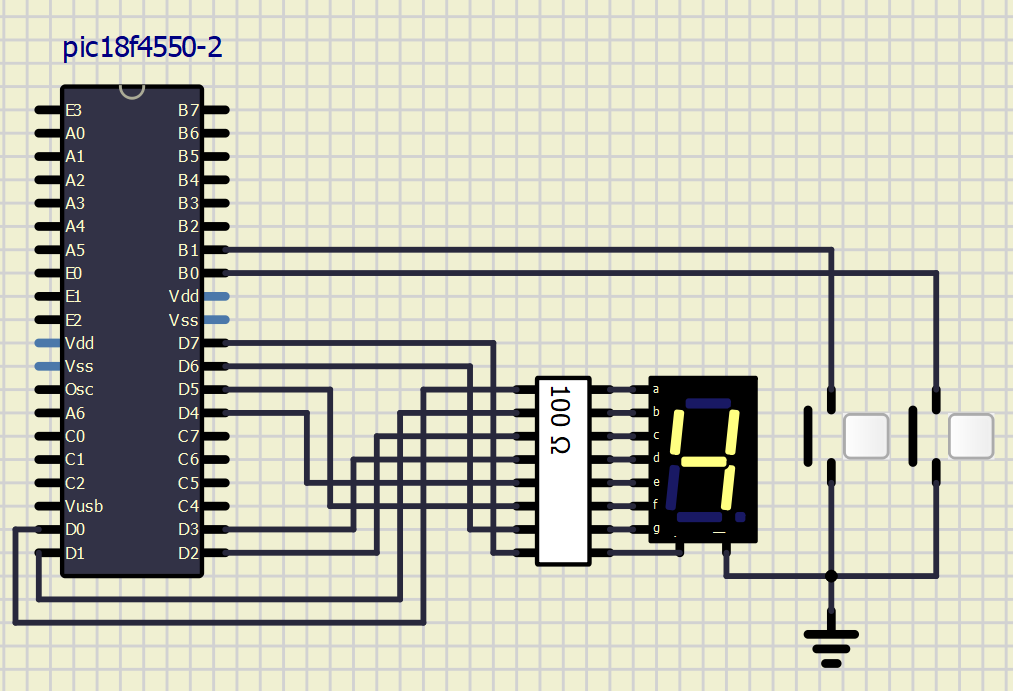 pic18f4550-2
E3 B7
A0 B6
A1 B5
A2 B4
A3 B3
A4 B2
A5 B1
E0 B0
E1 Vdd
E2 Vss
Vdd D7
Vss D6
Osc D5
A6 D4
C0 C7
C1 C6
C2 C5
Vusb C4
D0 D3
D1 D2
100 Ω
a
b
c
d
e
f
g
4